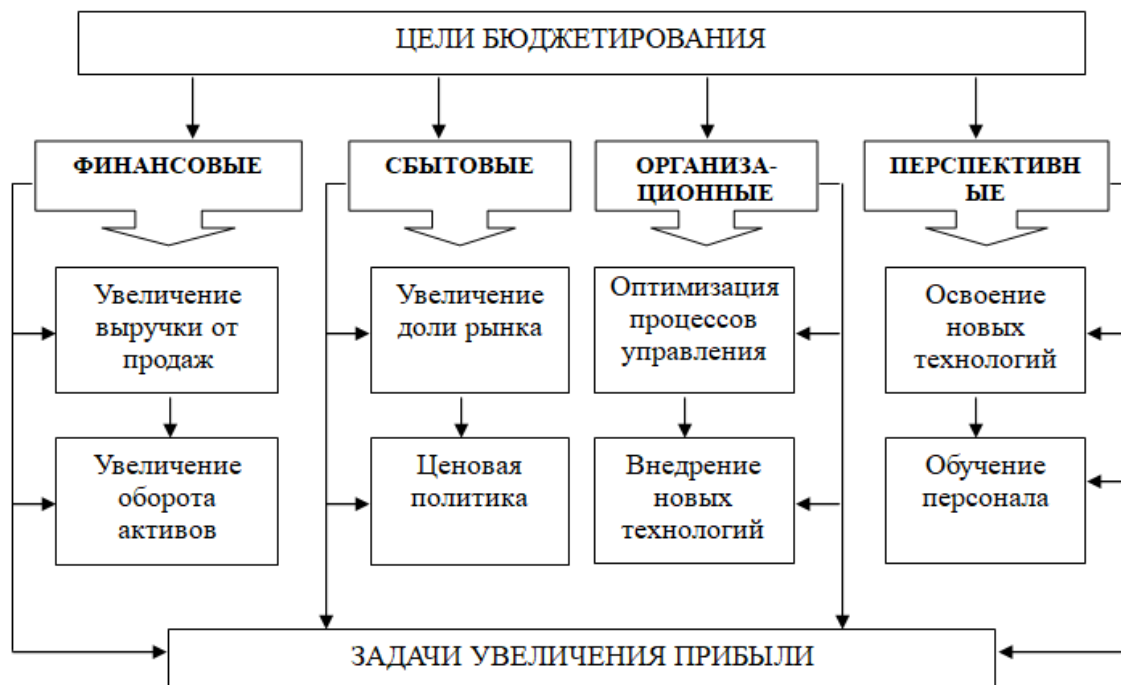 ЦЕЛИ БЮДЖЕТИРОВАНИЯ
ФИНАНСОВЫЕ
СБЫТОВЫЕ
ОРГАНИЗА-
ЦИОННЫЕ
ПЕРСПЕКТИВН
ЫЕ
Увеличение
выручки от
продаж
Увеличение
доли рынка
Оптимизация
процессов
управления
Освоение
новых
технологий
Увеличение
оборота
активов
Ценовая
политика
Внедрение
новых
технологий
Обучение
персонала
ЗАДАЧИ УВЕЛИЧЕНИЯ ПРИБЫЛИ